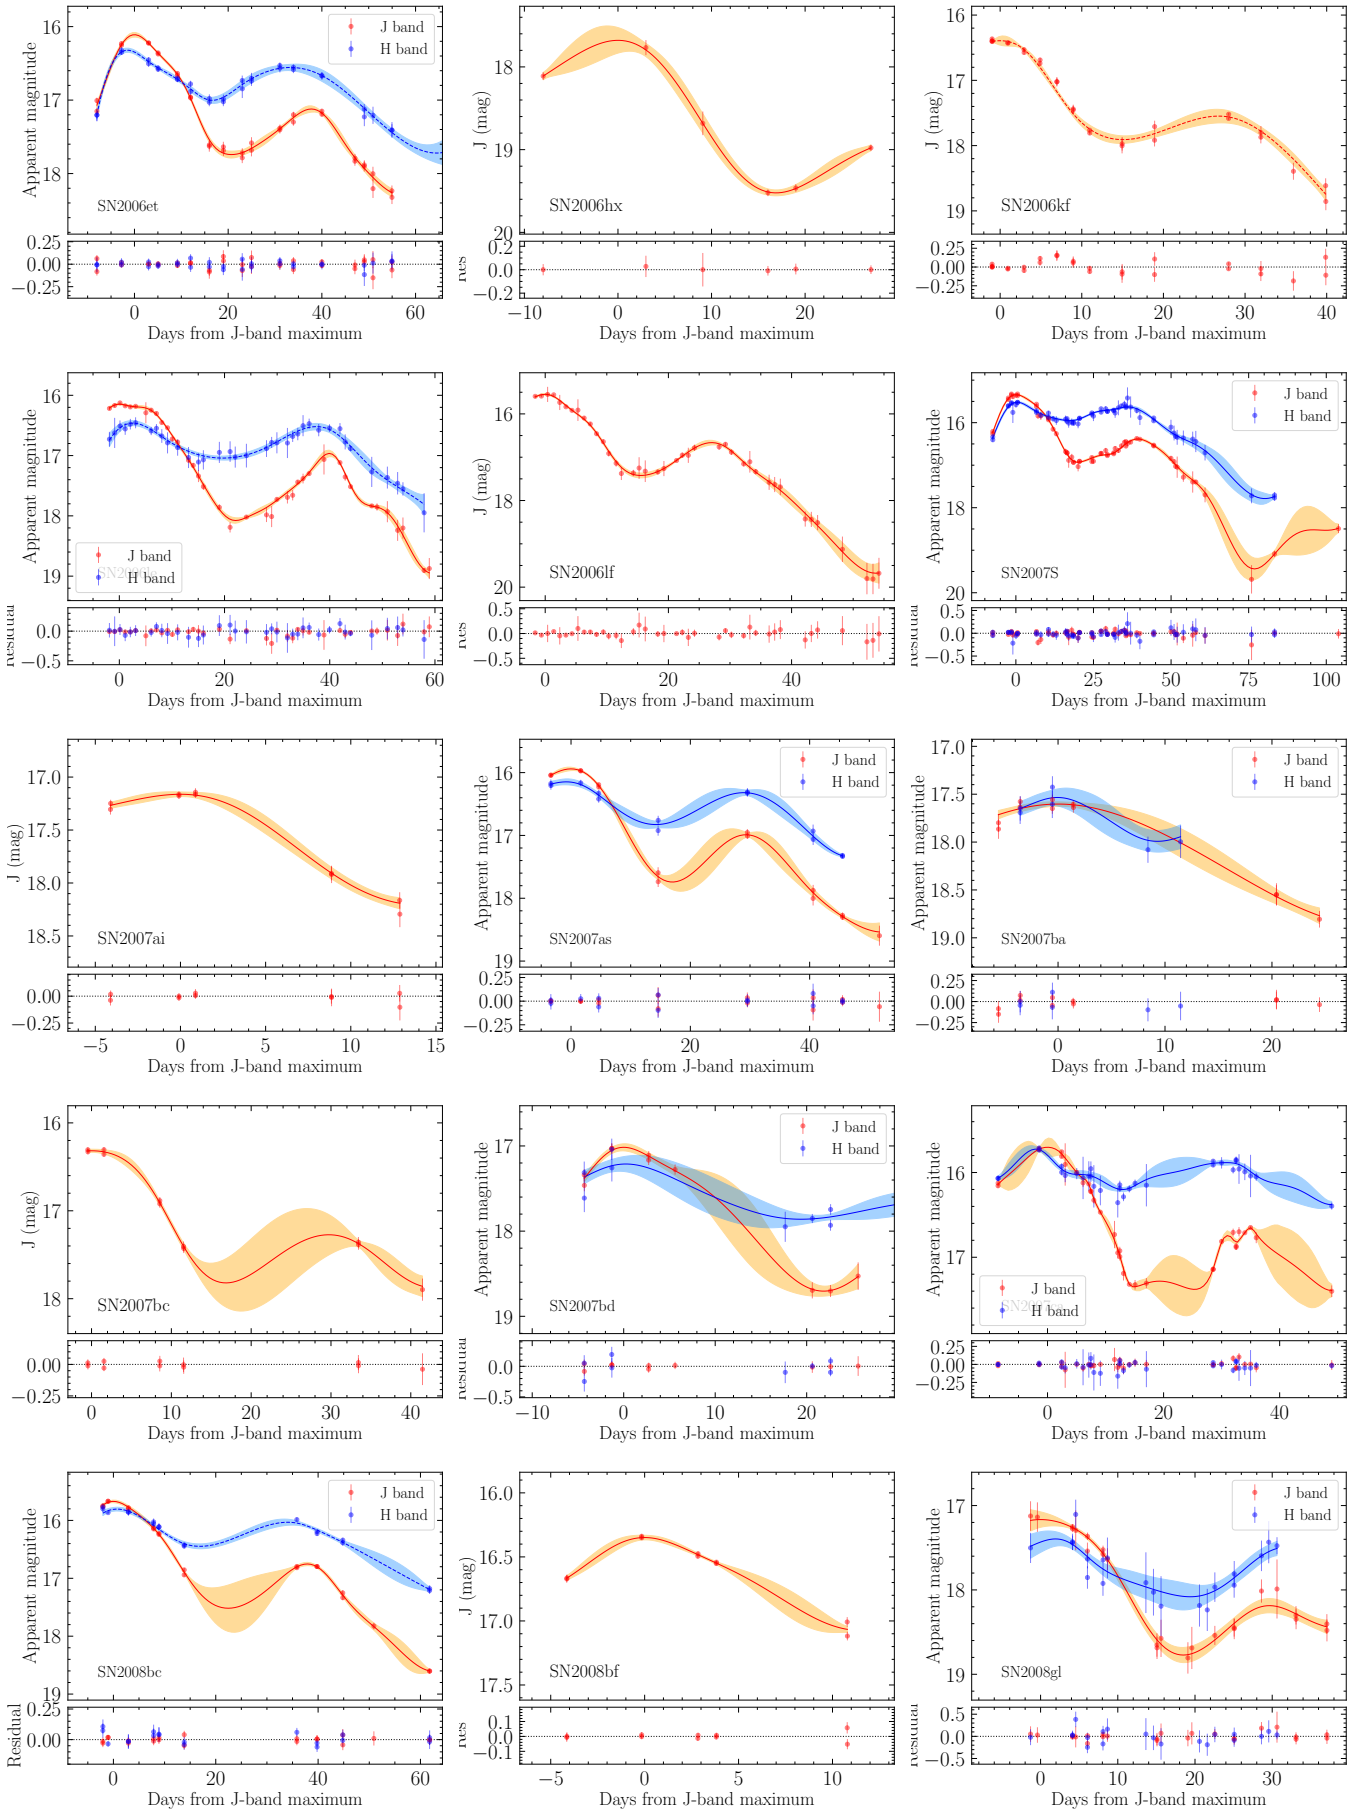 16
17
18
Apparent magnitude
J band
H band
SN2006et
0.25
0.00
−0.25
0
10
20
30
40
50
60
Days from J-band maximum
18
19
20
J (mag)
SN2006hx
0.2
0.0
−0.2
−10
0
10
20
Days from J-band maximum
16
17
18
19
J (mag)
SN2006kf
0.25
0.00
−0.25
0
10
20
30
40
Days from J-band maximum
16
17
18
19
Apparent magnitude
J band
H band
0.0
−0.5
Residual
0
20
40
60
Days from J-band maximum
16
18
20
J (mag)
SN2006lf
0.5
0.0
−0.5
0
20
40
Days from J-band maximum
16
18
20
Apparent magnitude
J band
H band
SN2007S
0.5
0.0
−0.5
Residual
0
25
50
75
100
Days from J-band maximum
17.0
17.5
18.0
18.5
J (mag)
SN2007ai
0.00
−0.25
−5
0
5
10
15
Days from J-band maximum
16
17
18
19
Apparent magnitude
J band
H band
SN2007as
0.25
0.00
−0.25
0
20
40
Days from J-band maximum
17.0
17.5
18.0
18.5
19.0
Apparent magnitude
J band
H band
SN2007ba
0.25
0.00
−0.25
0
10
20
Days from J-band maximum
16
17
18
J (mag)
SN2007bc
0.00
−0.25
0
10
20
30
40
Days from J-band maximum
17
18
19
Apparent magnitude
J band
H band
SN2007bd
0.0
−0.5
Residual
−10
0
10
20
Days from J-band maximum
16
17
Apparent magnitude
J band
H band
0.25
0.00
−0.25
0
20
40
Days from J-band maximum
16
17
18
19
Apparent magnitude
J band
H band
SN2008bc
0.25
0.00
Residual
0
20
40
60
Days from J-band maximum
16.0
16.5
17.0
17.5
J (mag)
SN2008bf
0.1
0.0
−0.1
−5
0
5
10
Days from J-band maximum
17
18
19
Apparent magnitude
J band
H band
SN2008gl
0.5
0.0
−0.5
Residual
0
10
20
30
Days from J-band maximum